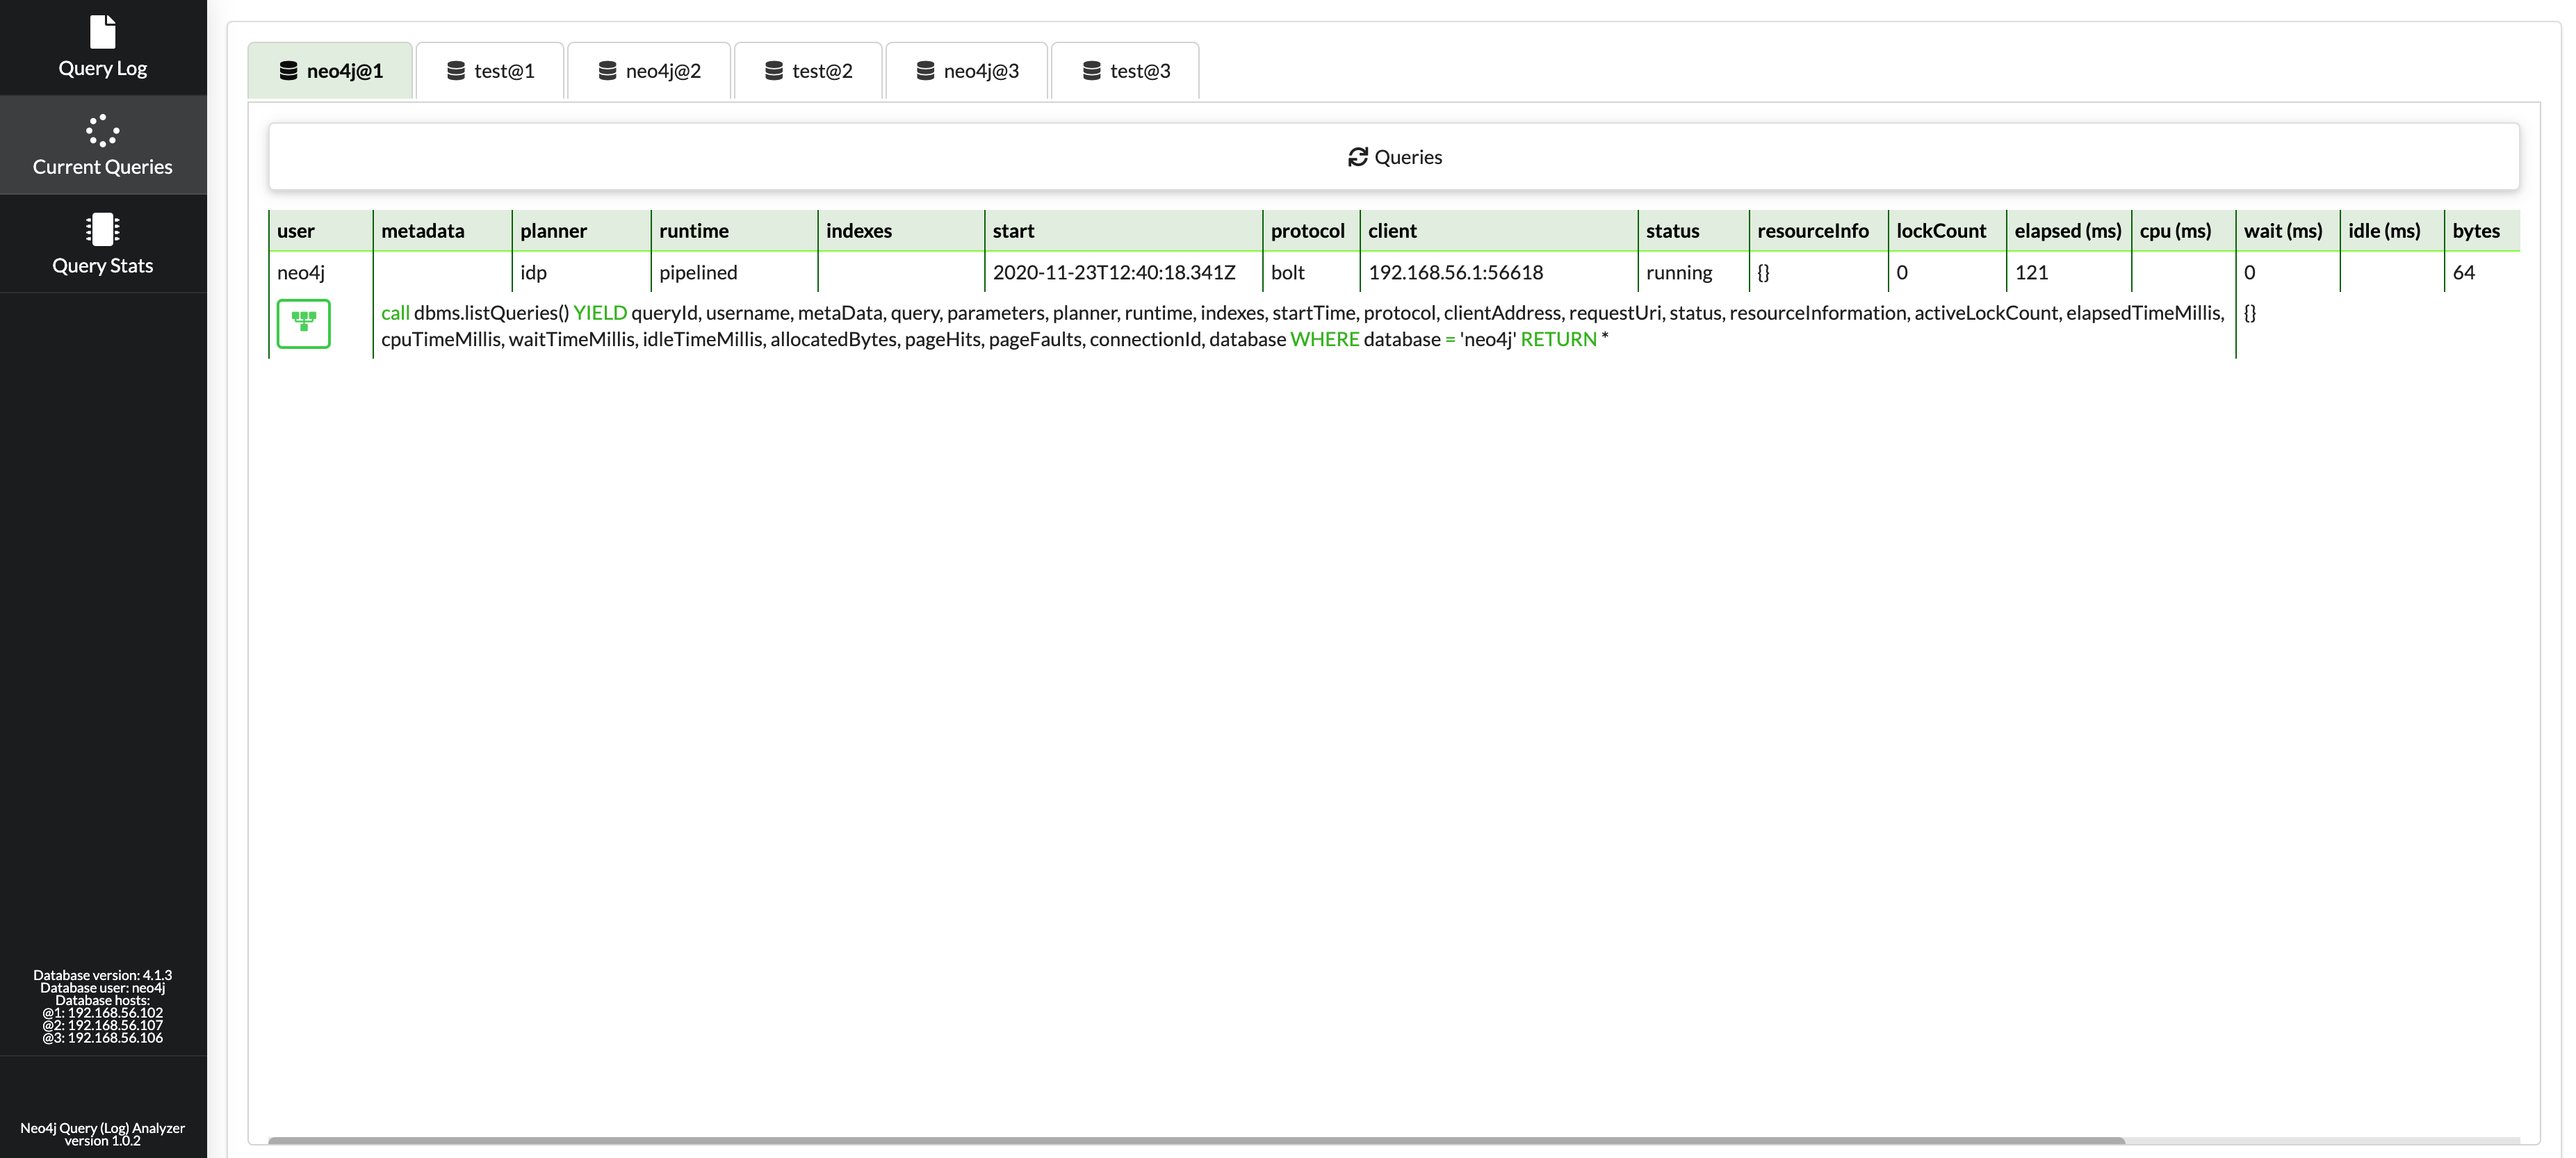 Query Log
Current Queries
Query Stats
Database version: 4.1.3
Database user: neo4j
Database hosts:
@1: 192.168.56.102
@2: 192.168.56.107
@3: 192.168.56.106
Neo4j Query (Log) Analyzer
version 1.0.2
neo4j@1 test@1 neo4j@2 test@2 neo4j@3 test@3
Queries
user metadata planner runtime indexes start protocol client status resourceInfo lockCount elapsed (ms) cpu (ms) wait (ms) idle (ms) bytes
neo4j idp pipelined 2020-11-23T12:40:18.341Z bolt 192.168.56.1:56618 running {} 0 121 0 64
call dbms.listQueries() YIELD queryId, username, metaData, query, parameters, planner, runtime, indexes, startTime, protocol, clientAddress, requestUri, status, resourceInformation, activeLockCount, elapsedTimeMillis, {}
cpuTimeMillis, waitTimeMillis, idleTimeMillis, allocatedBytes, pageHits, pageFaults, connectionId, database WHERE database = 'neo4j' RETURN *